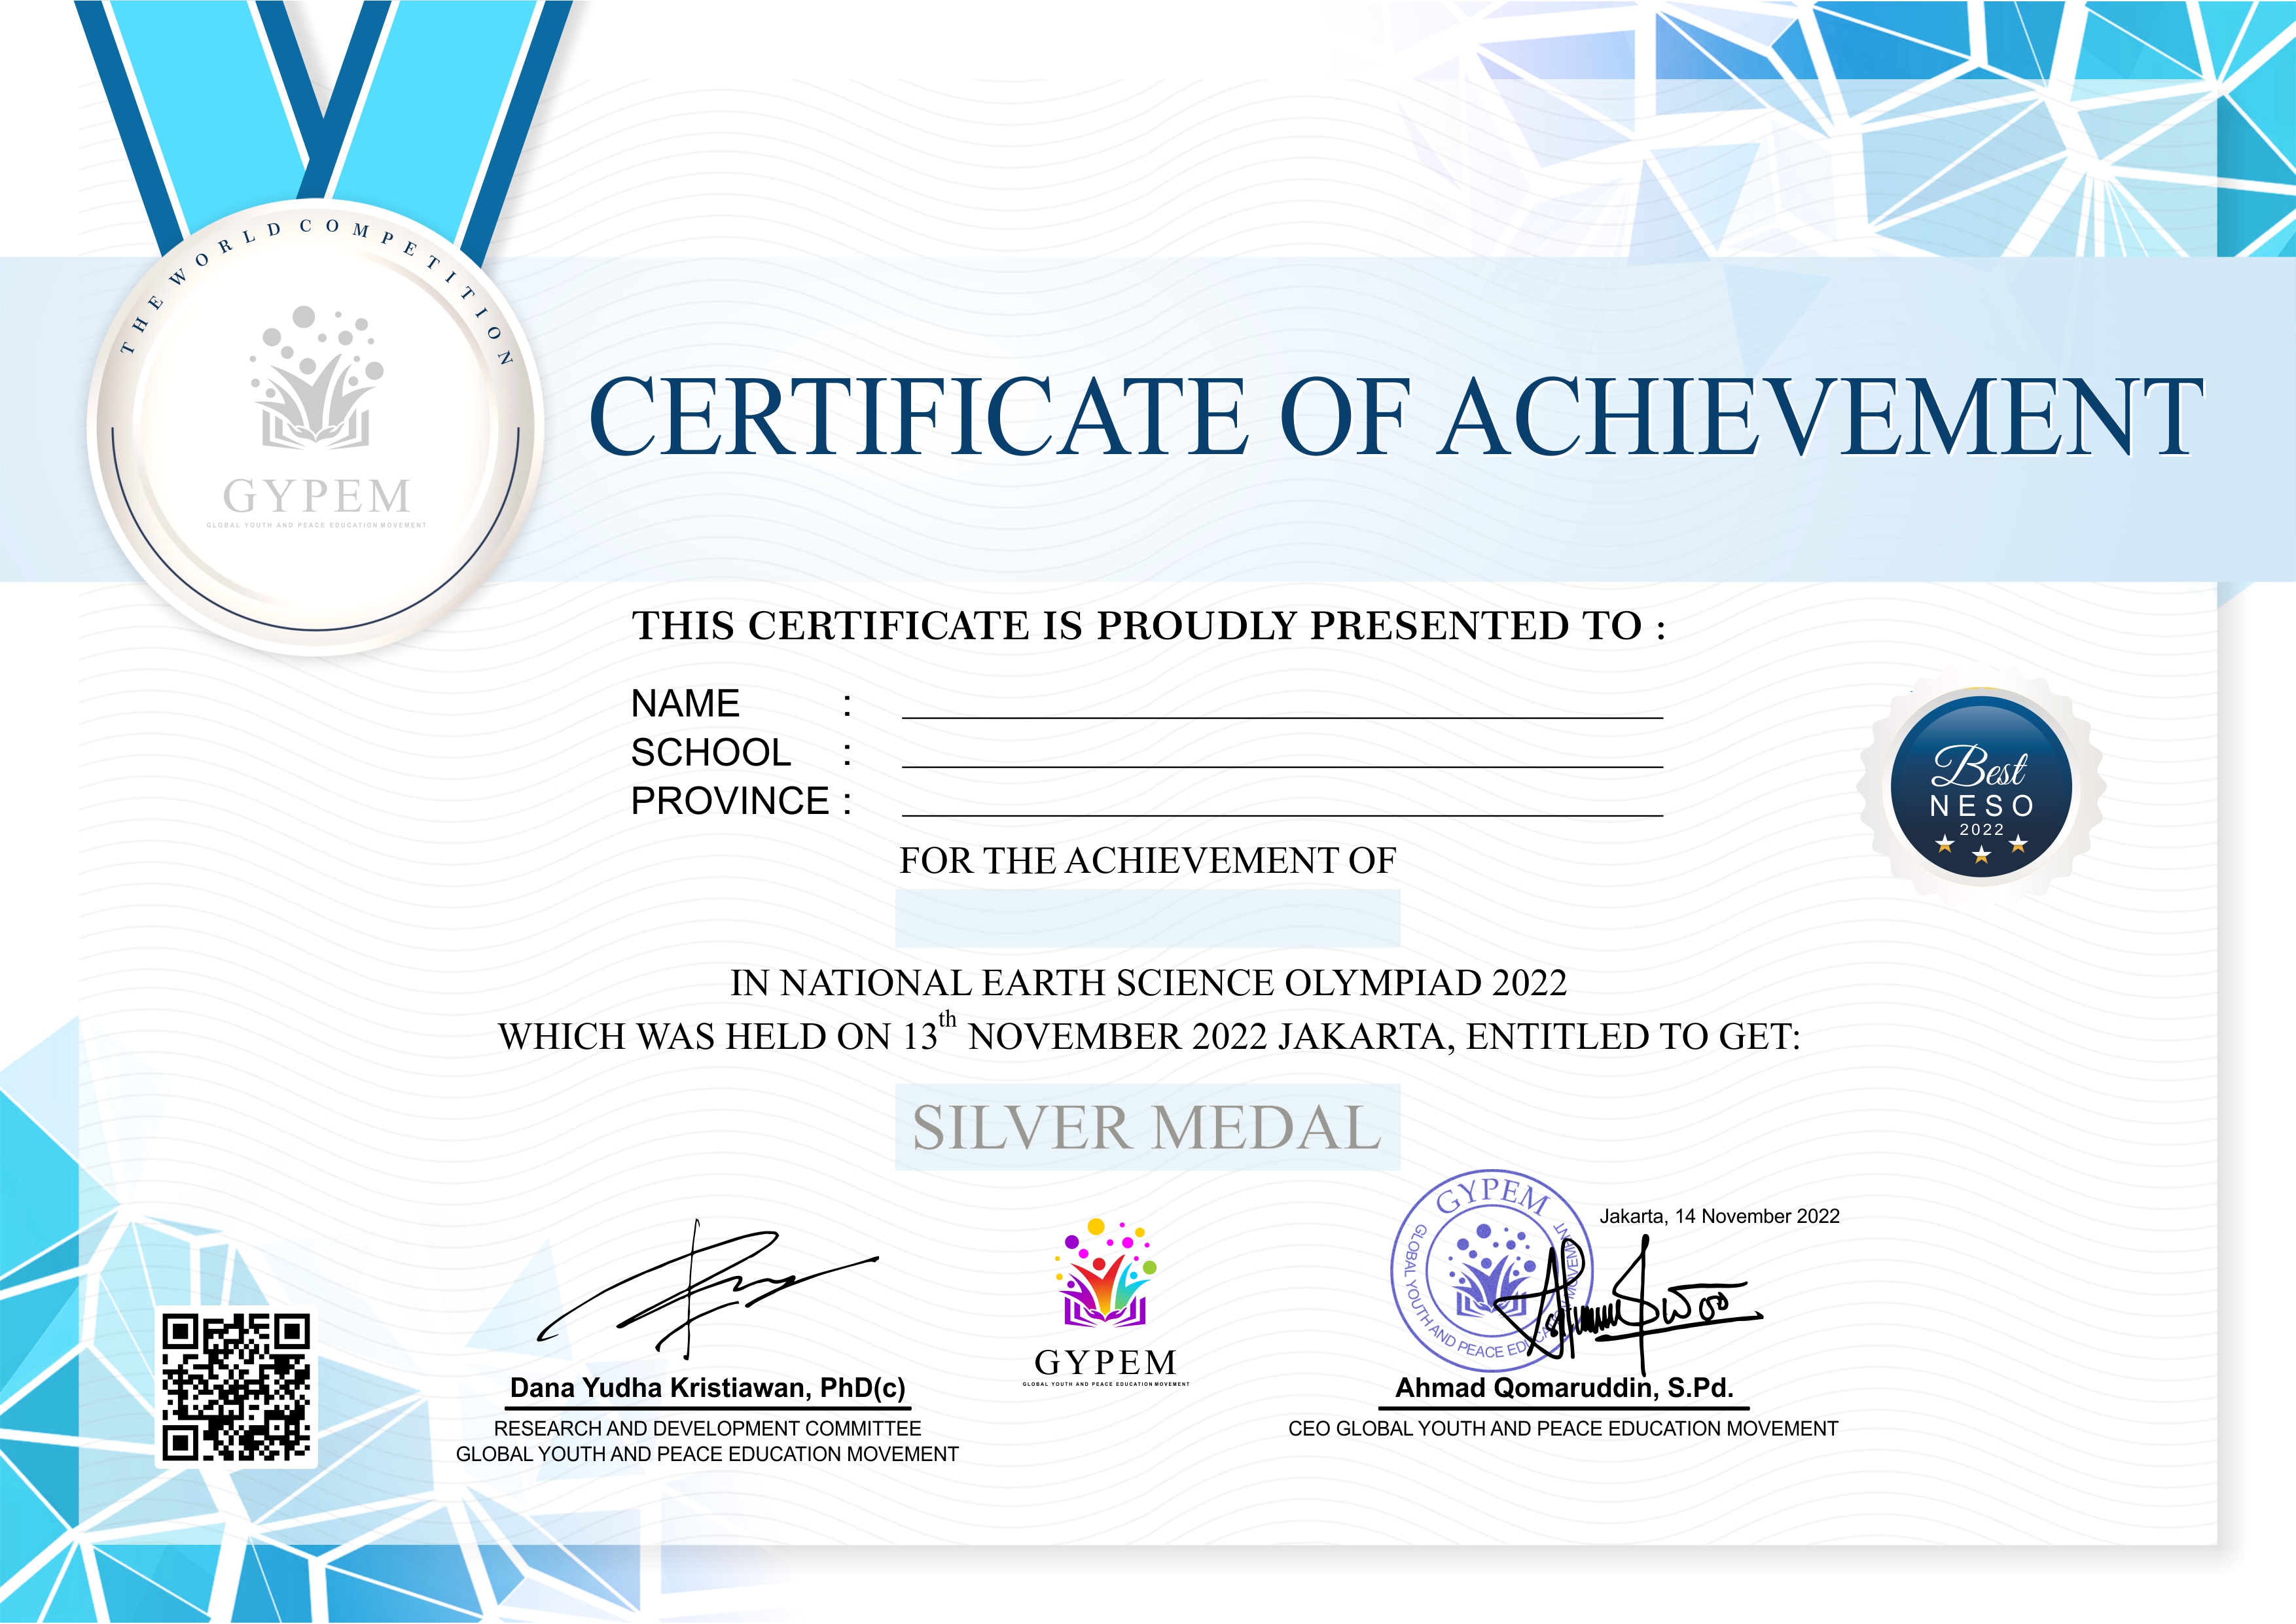 THE WORLD COMPETITION
GYPEM
GLOBAL YOUTH AND PEACE EDUCATION MOVEMENT
CERTIFICATE OF ACHIEVEMENT
THIS CERTIFICATE IS PROUDLY PRESENTED TO :
NAME :
SCHOOL :
PROVINCE :
Best
NESO
2022
FOR THE ACHIEVEMENT OF
IN NATIONAL EARTH SCIENCE OLYMPIAD 2022
WHICH WAS HELD ON 13th NOVEMBER 2022 JAKARTA, ENTITLED TO GET:
SILVER MEDAL
Jakarta, 14 November 2022
GYPEM
GLOBAL YOUTH AND PEACE EDUCATION MOVEMENT
GYPEM
GLOBAL YOUTH AND PEACE EDUCATION MOVEMENT
Dana Yudha Kristiawan, PhD(c)
RESEARCH AND DEVELOPMENT COMMITTEE
GLOBAL YOUTH AND PEACE EDUCATION MOVEMENT
Ahmad Qomaruddin, S.Pd.
CEO GLOBAL YOUTH AND PEACE EDUCATION MOVEMENT